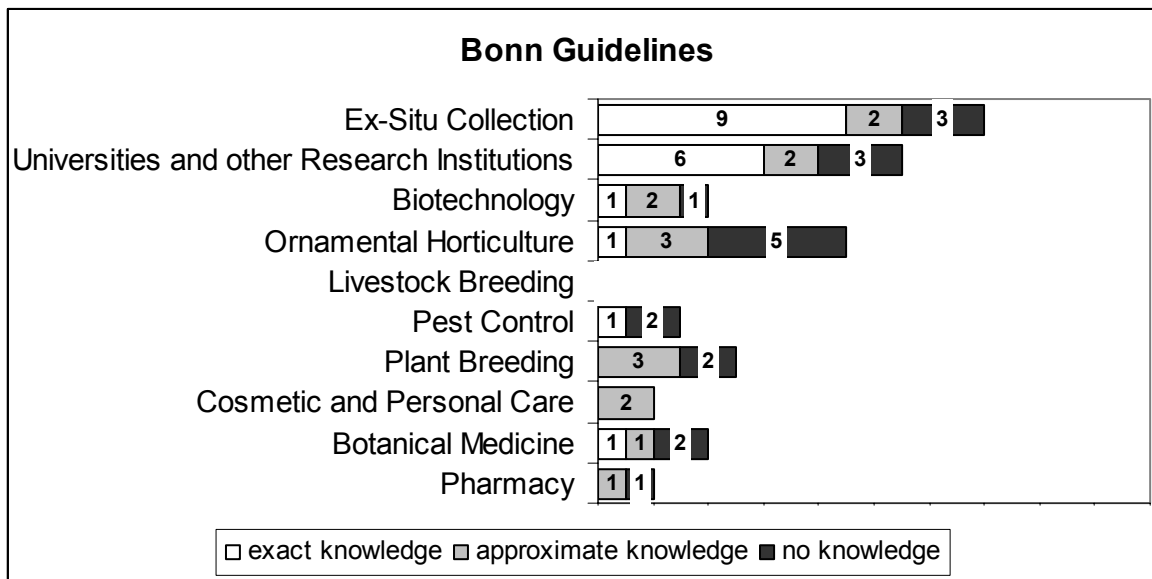 Bonn Guidelines
Ex-Situ Collection 9 2 3
Universities and other Research Institutions 6 2 3
Biotechnology 1 2 1
Ornamental Horticulture 1 3 5
Livestock Breeding
Pest Control 1 2
Plant Breeding 3 2
Cosmetic and Personal Care 2
Botanical Medicine 1 1 2
Pharmacy 1 1
exact knowledge approximate knowledge no knowledge